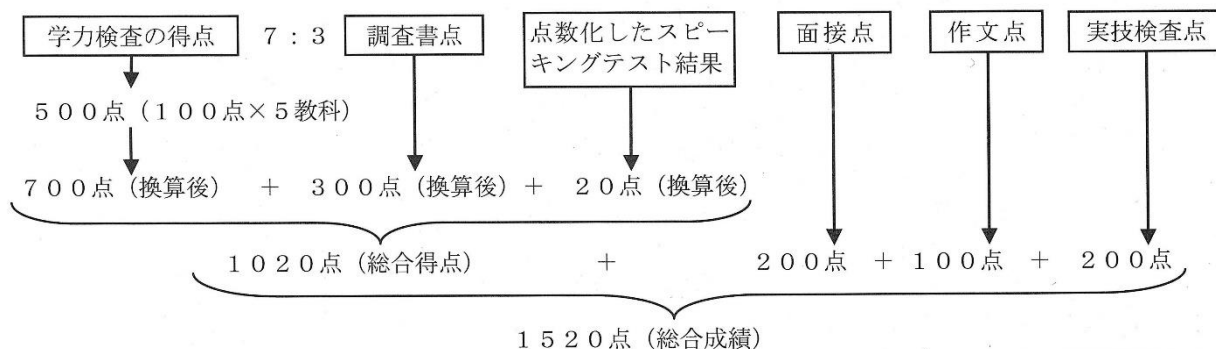 学力検査の得点 ７：３ 調査書点 点数化したスピー 面接点 作文点 実技検査点
キングテスト結果
５００点（１００点×５教科）
７００点（換算後） ＋ ３００点（換算後）＋ ２０点（換算後）
１０２０点（総合得点） ＋ ２００点 ＋１００点 ＋ ２００点
１５２０点（総合成績）